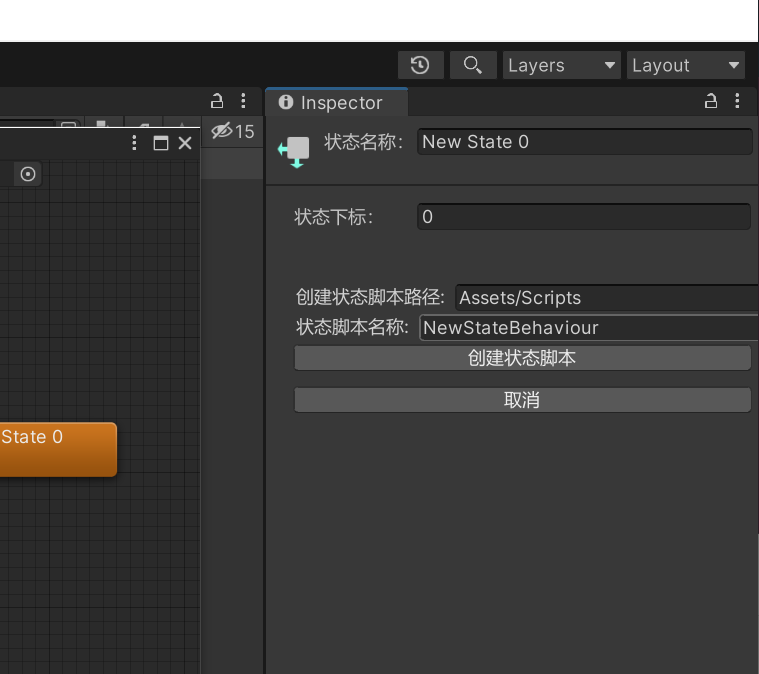 Layers
Layout
Inspector
15
状态名称：
New State 0
状态下标：
0
创建状态脚本路径:
Assets/Scripts
状态脚本名称:
NewStateBehaviour
创建状态脚本
取消
State 0